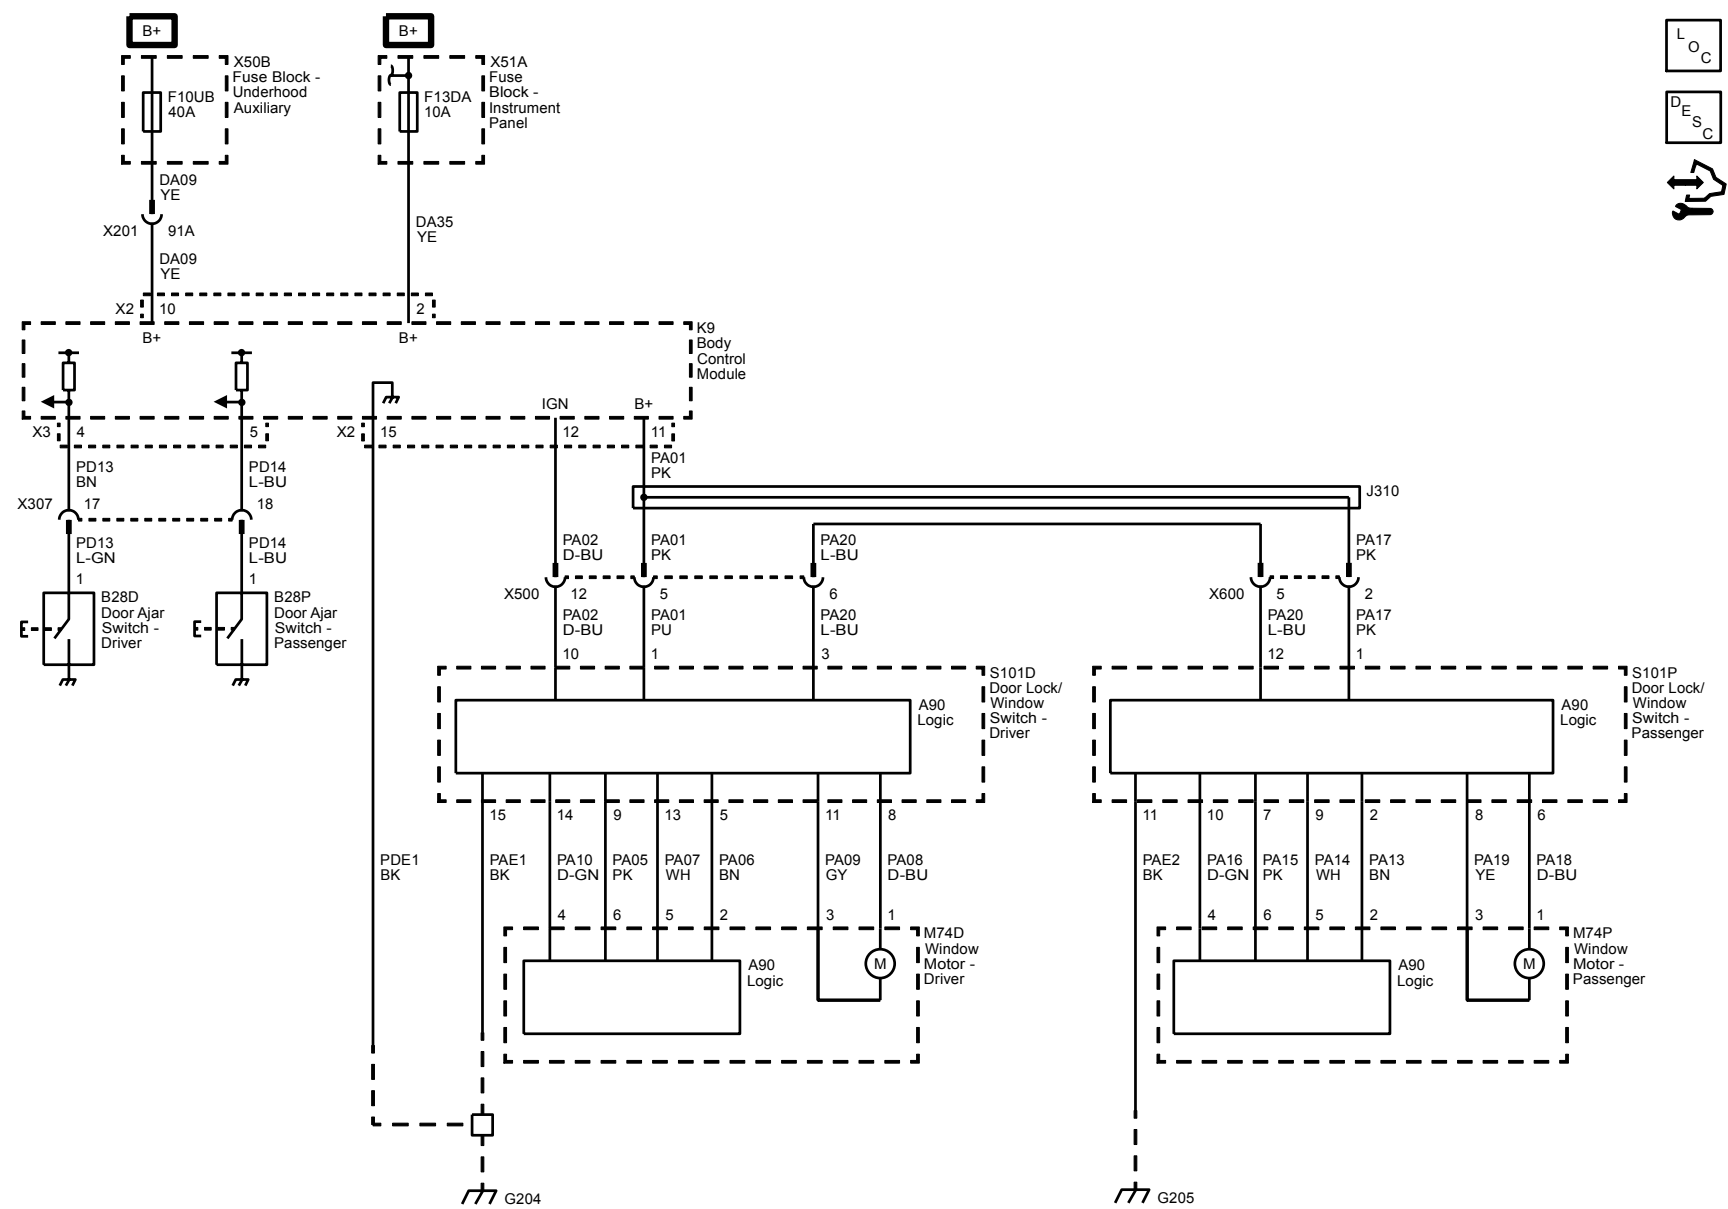 B+
B+
L
O
C
X50B
Fuse Block -
Underhood
Auxiliary
X51A
Fuse
Block -
Instrument
Panel
F10UB
40A
F13DA
10A
D
E
S
C
DA09
YE
X201
91A
DA35
YE
DA09
YE
X2
10
2
B+
B+
K9
Body
Control
Module
IGN
B+
X3
4
5
X2
15
12
11
PD13
BN
PD14
L-BU
PA01
PK
X307
17
18
J310
PD13
L-GN
PD14
L-BU
PA02
D-BU
PA01
PK
PA20
L-BU
PA17
PK
1
1
X500
12
5
6
X600
5
2
B28D
Door Ajar
Switch -
Driver
B28P
Door Ajar
Switch -
Passenger
PA02
D-BU
PA01
PU
PA20
L-BU
PA20
L-BU
PA17
PK
10
1
3
12
1
S101D
Door Lock/
Window
Switch -
Driver
S101P
Door Lock/
Window
Switch -
Passenger
A90
Logic
A90
Logic
15
14
9
13
5
11
8
11
10
7
9
2
8
6
PDE1
BK
PAE1
BK
PA10
D-GN
PA05
PK
PA07
WH
PA06
BN
PA09
GY
PA08
D-BU
PAE2
BK
PA16
D-GN
PA15
PK
PA14
WH
PA13
BN
PA19
YE
PA18
D-BU
4
6
5
2
3
1
4
6
5
2
3
1
M74D
Window
Motor -
Driver
M74P
Window
Motor -
Passenger
A90
Logic
M
A90
Logic
M
G204
G205